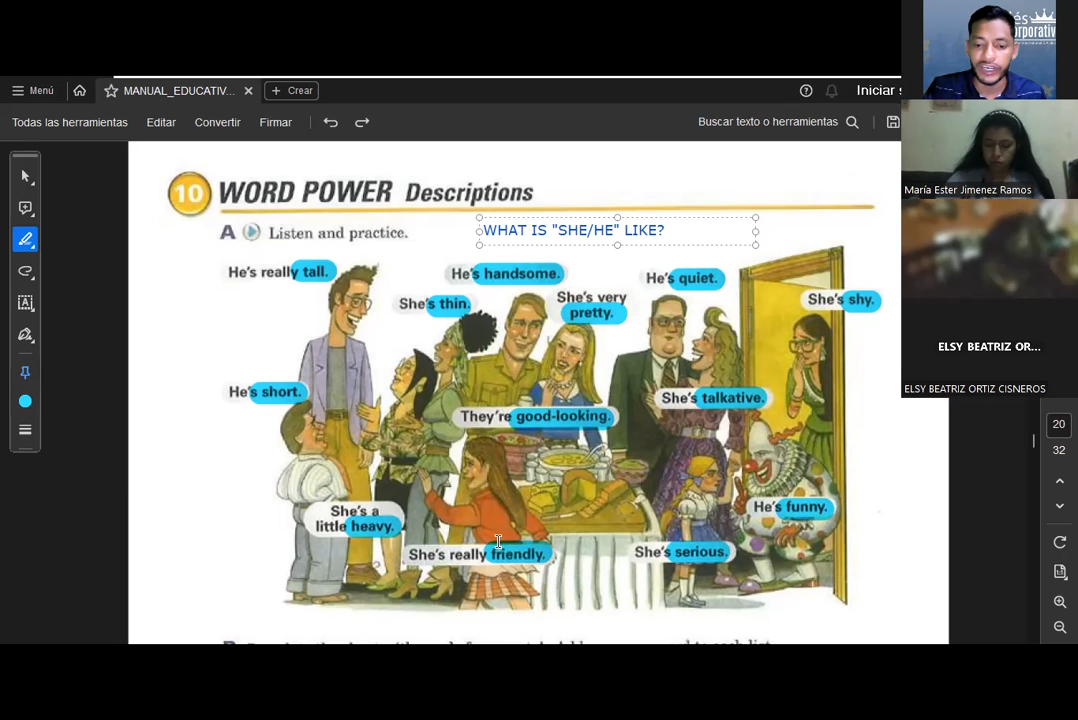 Menú
MANUAL_EDUCATIV...
Crear
Iniciar s
Todas las herramientas
Editar
Convertir
Firmar
Buscar texto o herramientas
10 WORD POWER Descriptions
A Listen and practice.
WHAT IS "SHE/HE" LIKE?
He's really tall.
He's handsome.
He's quiet.
She's thin.
She's very
pretty.
She's shy.
He's short.
They're good-looking.
She's talkative.
She's a
little heavy.
He's funny.
She's really friendly.
She's serious.
María Ester Jimenez Ramos
ELSY BEATRIZ OR...
ELSY BEATRIZ ORTIZ CISNEROS
20
32